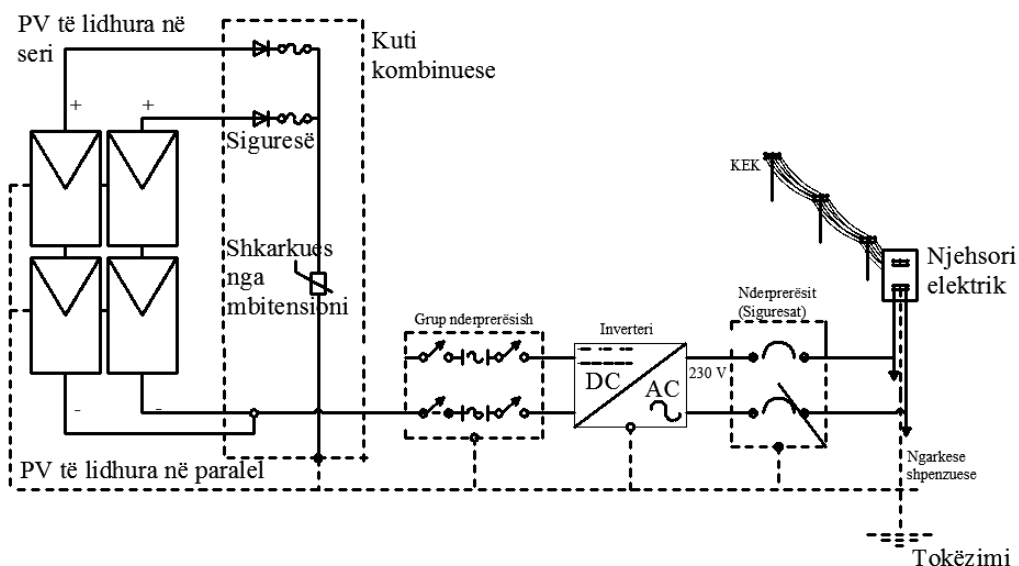 PV të lidhura në
seri
Kuti
kombinuese
+
+
Siguresë
KEK
Shkarkues
nga
mbitensioni
Njehsori
elektrik
Grup nderprerësish
Inverteri
Nderprerësit
(Siguresat)
DC
AC
230 V
-
-
PV të lidhura në paralel
Ngarkese
shpenzuese
Tokëzimi